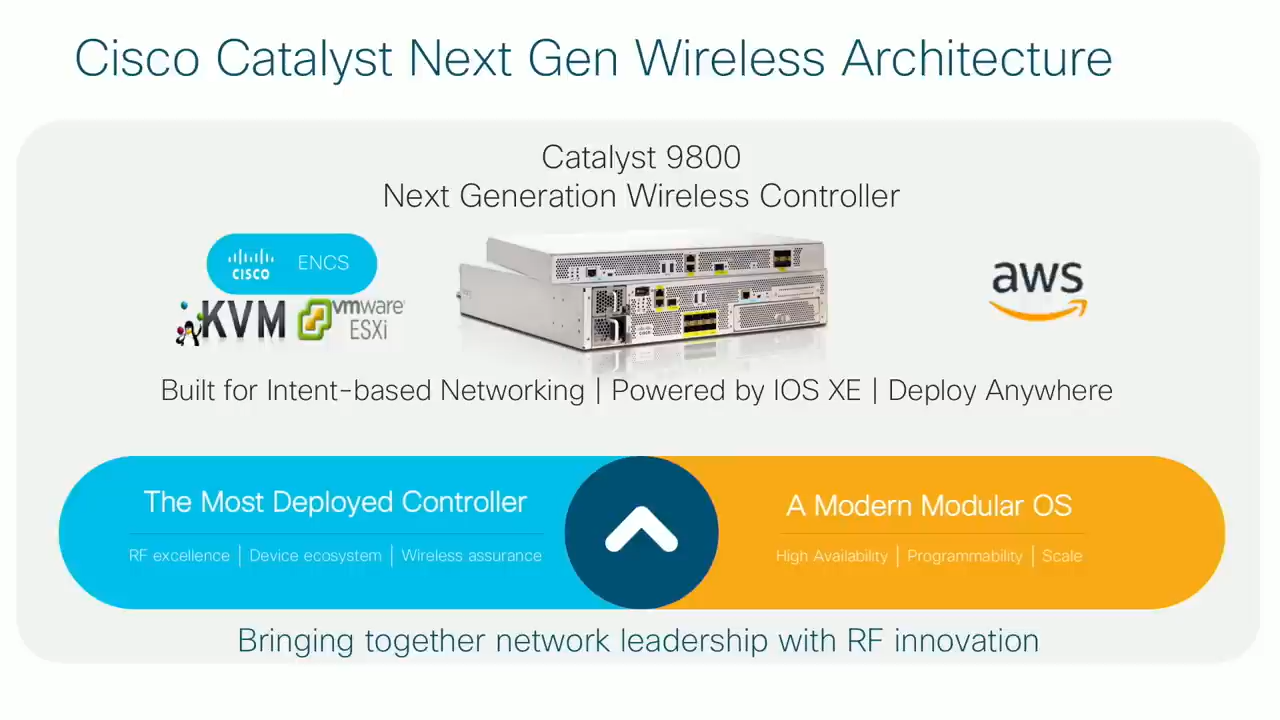 Cisco Catalyst Next Gen Wireless Architecture
Catalyst 9800
Next Generation Wireless Controller
CISCO ENCS
KVM vmware ESXi
aws
Built for Intent-based Networking | Powered by IOS XE | Deploy Anywhere
The Most Deployed Controller
RF excellence | Device ecosystem | Wireless assurance
A Modern Modular OS
High Availability | Programmability | Scale
Bringing together network leadership with RF innovation